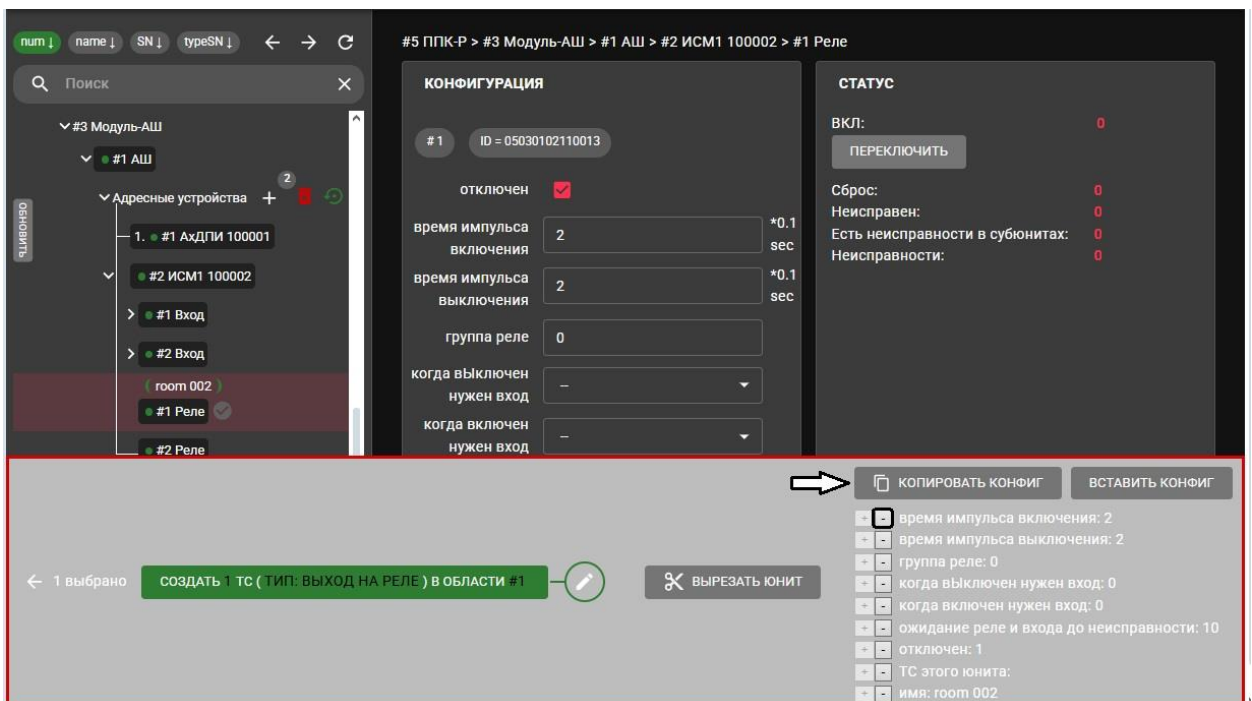 num ↓ name ↓ SN ↓ typeSN ↓
Поиск
ОБНОВИТЬ
#3 Модуль-АШ
#1 АШ
Адресные устройства + 2
1. #1 АхДПИ 100001
#2 ИСМ1 100002
#1 Вход
#2 Вход
( room 002 )
#1 Реле
#2 Реле
#5 ППК-Р > #3 Модуль-АШ > #1 АШ > #2 ИСМ1 100002 > #1 Реле
КОНФИГУРАЦИЯ
#1 ID = 05030102110013
отключен
время импульса
включения
2
*0.1
sec
время импульса
выключения
2
*0.1
sec
группа реле 0
когда вЫключен
нужен вход
--
когда включен
нужен вход
--
СТАТУС
ВКЛ: 0
ПЕРЕКЛЮЧИТЬ
Сброс: 0
Неисправен: 0
Есть неисправности в субюнитах: 0
Неисправности: 0
← 1 выбрано
СОЗДАТЬ 1 ТС ( ТИП: ВЫХОД НА РЕЛЕ ) В ОБЛАСТИ #1
ВЫРЕЗАТЬ ЮНИТ
КОПИРОВАТЬ КОНФИГ ВСТАВИТЬ КОНФИГ
+ - время импульса включения: 2
+ - время импульса выключения: 2
+ - группа реле: 0
+ - когда вЫключен нужен вход: 0
+ - когда включен нужен вход: 0
+ - ожидание реле и входа до неисправности: 10
+ - отключен: 1
+ - ТС этого юнита:
+ - имя: room 002